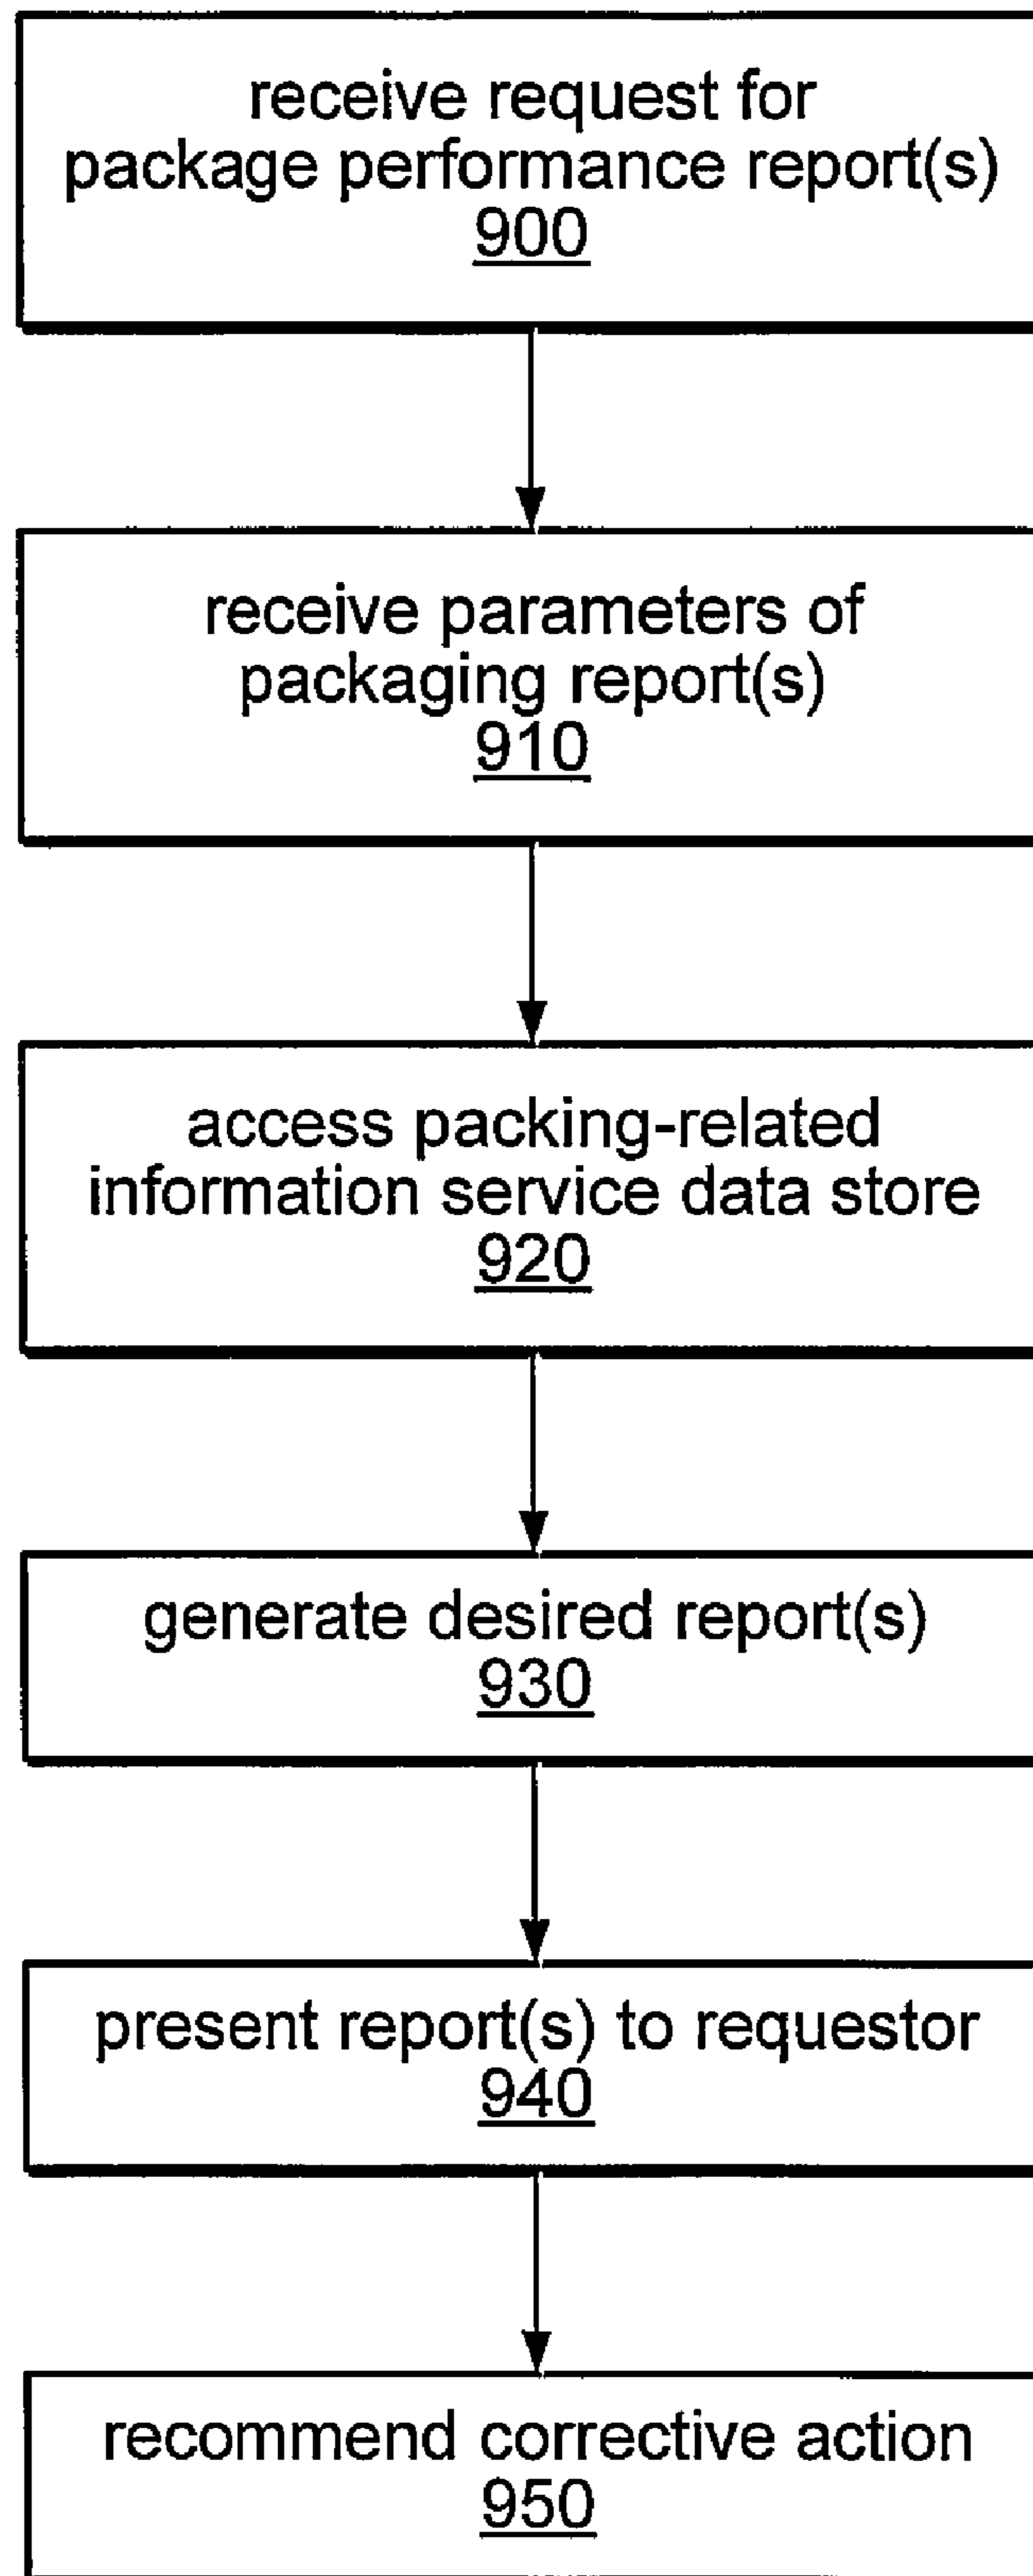 receive request for
package performance report(s)
900
receive parameters of
packaging report(s)
910
access packing-related
information service data store
920
generate desired report(s)
930
present report(s) to requestor
940
recommend corrective action
950